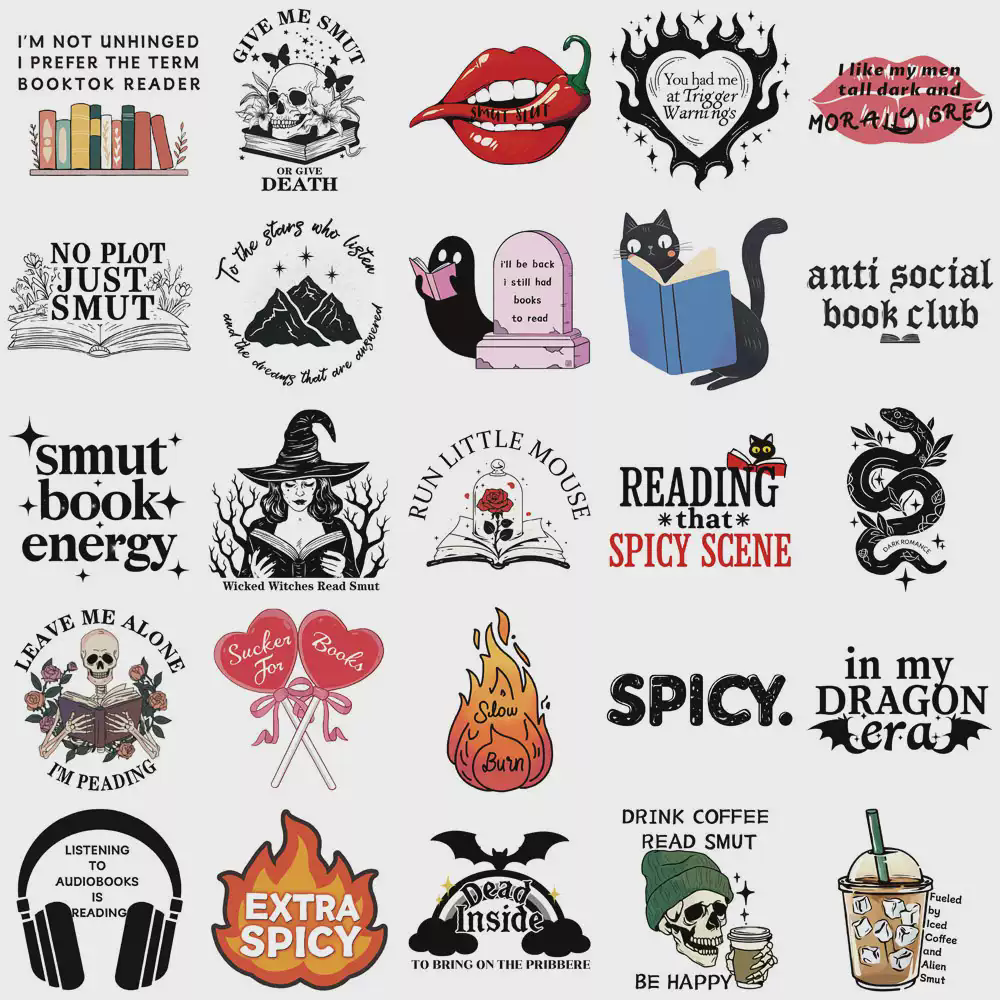 I'M NOT UNHINGED
I PREFER THE TERM
BOOKTOK READER
GIVE ME SMUT
OR GIVE
DEATH
SMUT SLUT
You had me
at Trigger
Warnings
I like my men
tall dark and
MORALLY GREY
NO PLOT
JUST
SMUT
To the stars who listen
and the dreams that are answered
i'll be back
i still had
books
to read
anti social
book club
smut
book
energy
Wicked Witches Read Smut
RUN LITTLE MOUSE
READING
*that*
SPICY SCENE
DARK ROMANCE
LEAVE ME ALONE
I'M PEADING
Sucker
For
Books
Slow
Burn
SPICY.
in my
DRAGON
era
LISTENING
TO
AUDIOBOOKS
IS
READING
EXTRA
SPICY
Dead
Inside
TO BRING ON THE PRIBBERE
DRINK COFFEE
READ SMUT
BE HAPPY
Fueled
by
Iced
Coffee
and
Alien
Smut